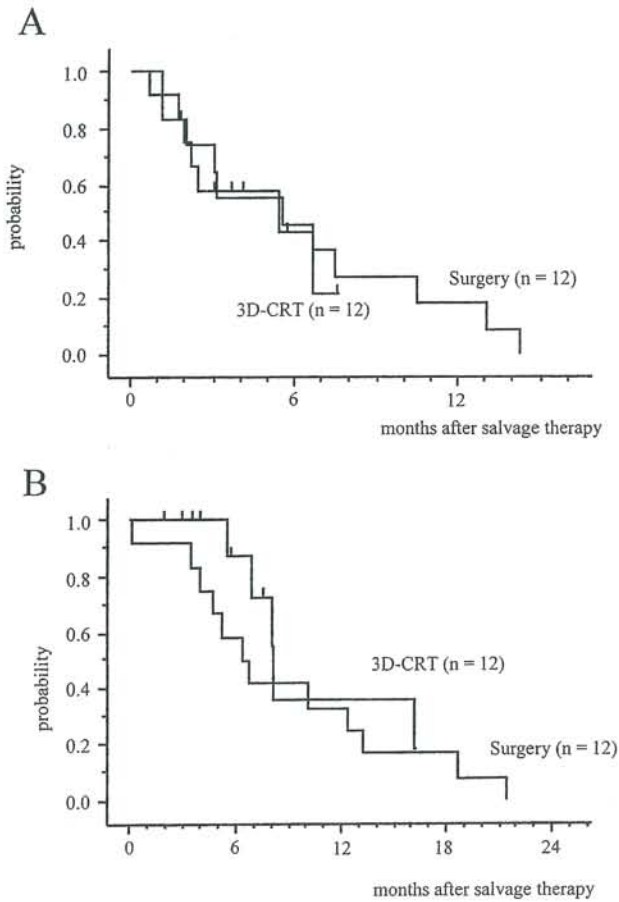 A
1.0
0.8
0.6
0.4
0.2
0.0
probability
Surgery (n = 12)
3D-CRT (n = 12)
0 6 12
months after salvage therapy
B
1.0
0.8
0.6
0.4
0.2
0.0
probability
3D-CRT (n = 12)
Surgery (n = 12)
0 6 12 18 24
months after salvage therapy